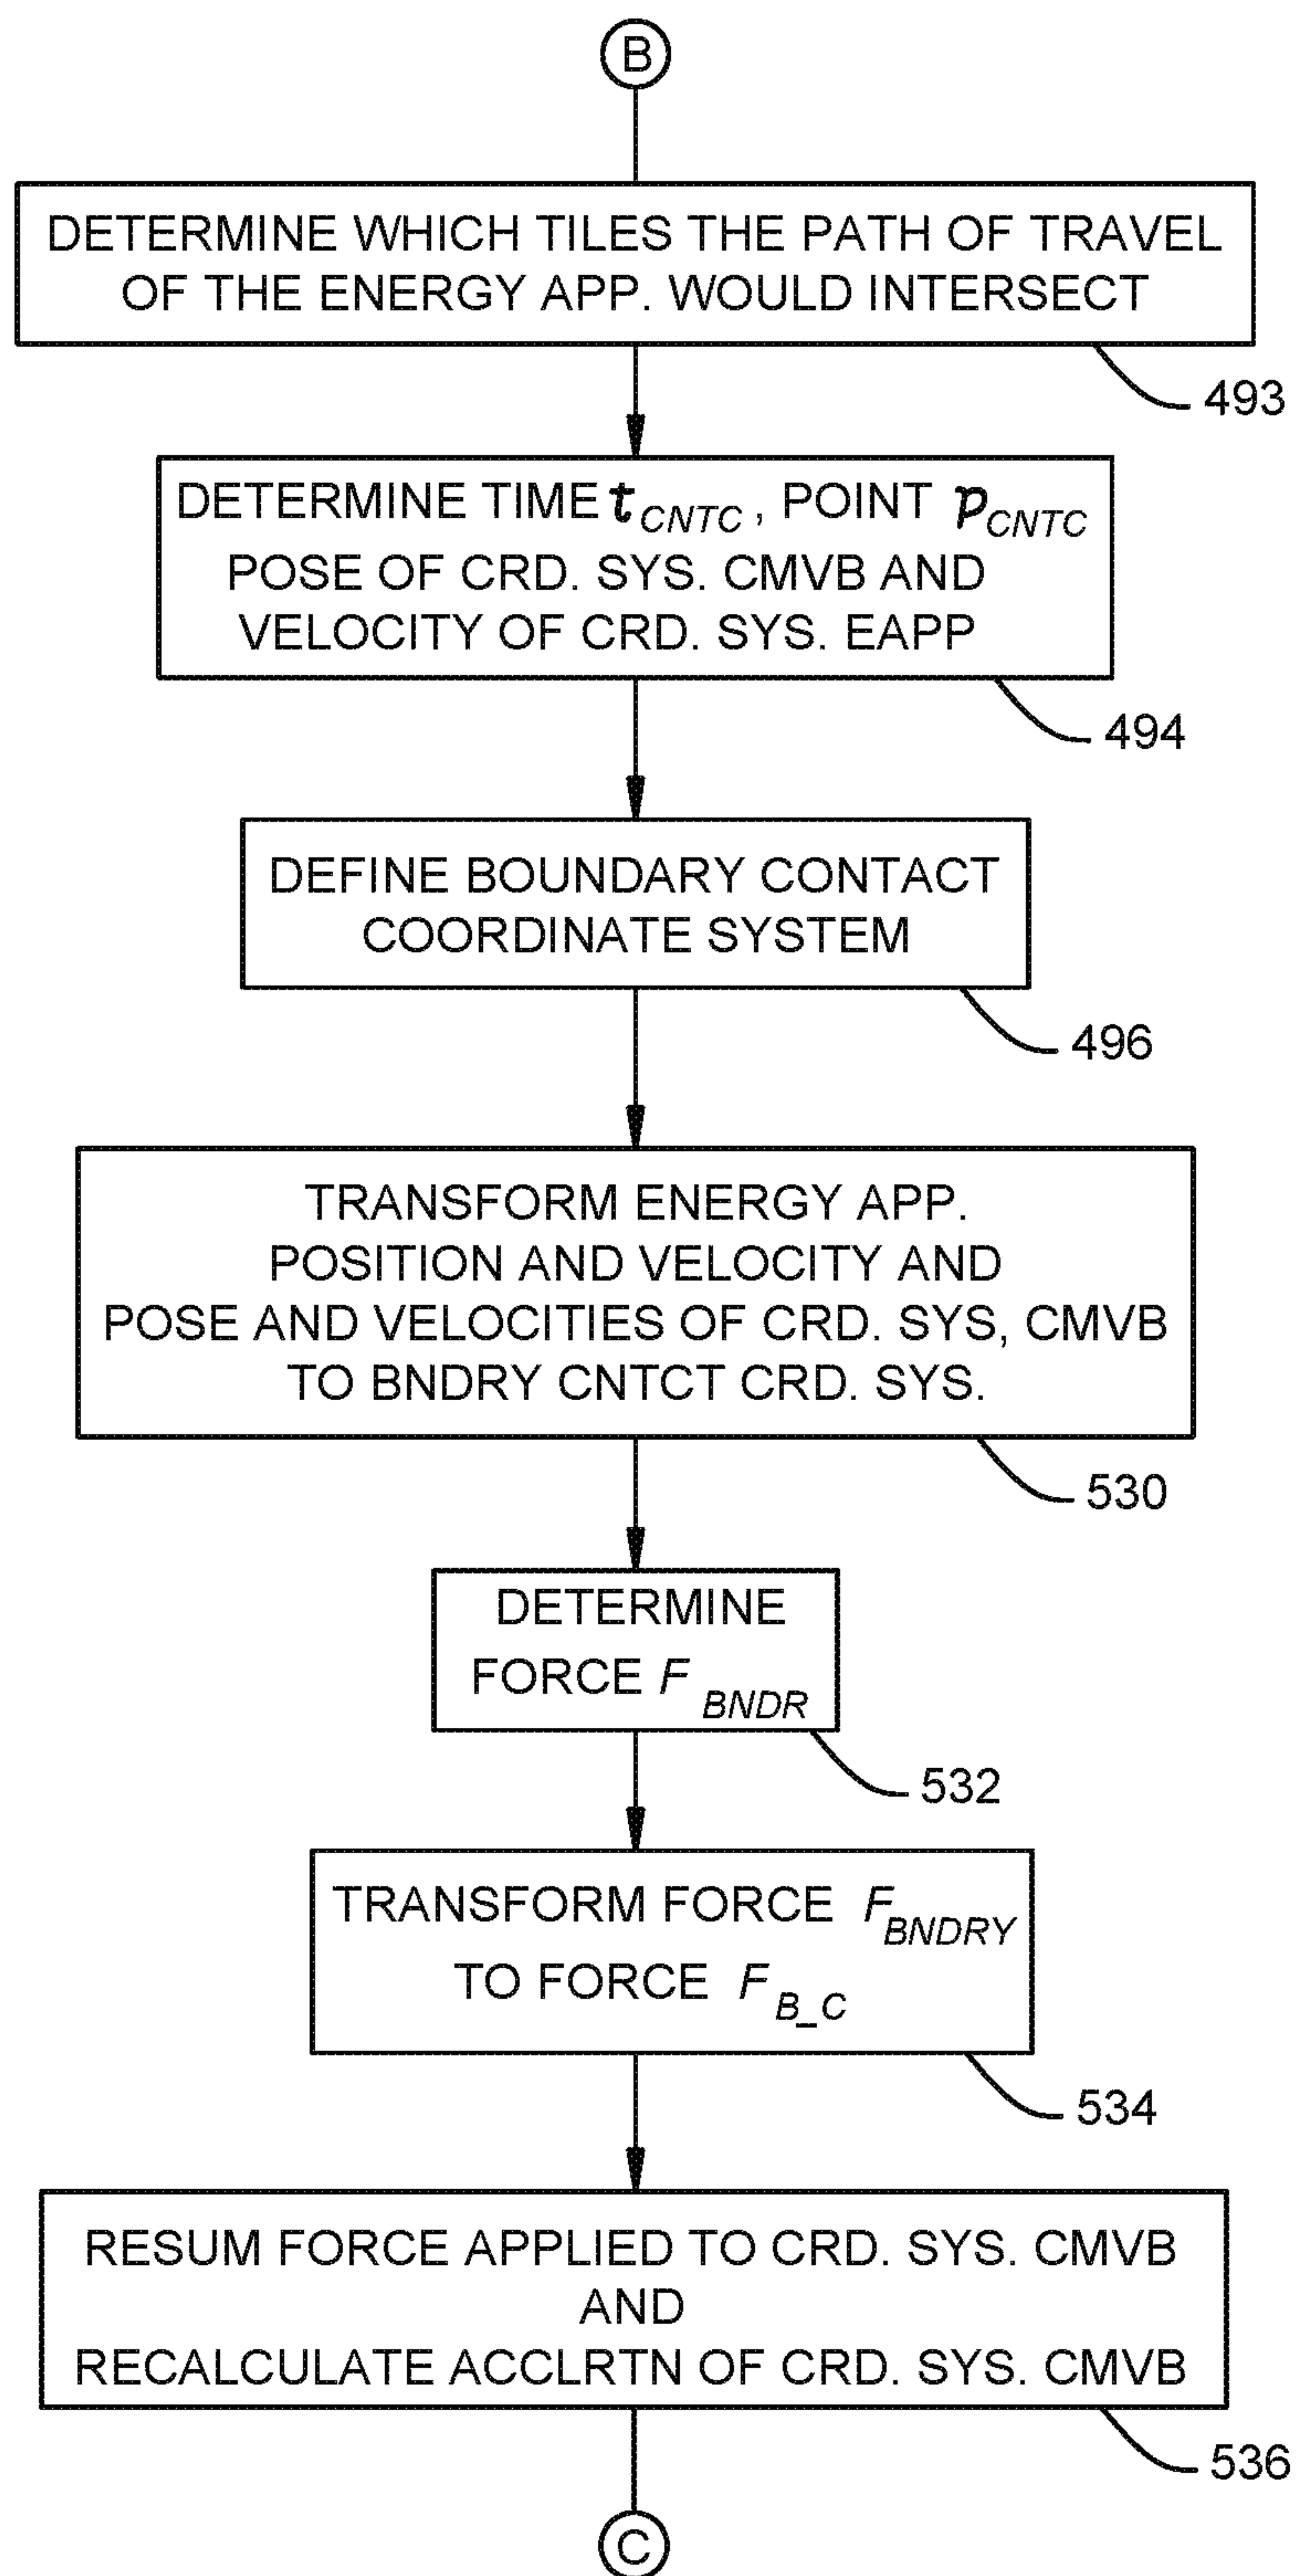 B
DETERMINE WHICH TILES THE PATH OF TRAVEL
OF THE ENERGY APP. WOULD INTERSECT
493
DETERMINE TIME t_CNTC, POINT p_CNTC
POSE OF CRD. SYS. CMVB AND
VELOCITY OF CRD. SYS. EAPP
494
DEFINE BOUNDARY CONTACT
COORDINATE SYSTEM
496
TRANSFORM ENERGY APP.
POSITION AND VELOCITY AND
POSE AND VELOCITIES OF CRD. SYS, CMVB
TO BNDRY CNTCT CRD. SYS.
530
DETERMINE
FORCE F BNDR
532
TRANSFORM FORCE F BNDRY
TO FORCE F B_C
534
RESUM FORCE APPLIED TO CRD. SYS. CMVB
AND
RECALCULATE ACCLRTN OF CRD. SYS. CMVB
536
C